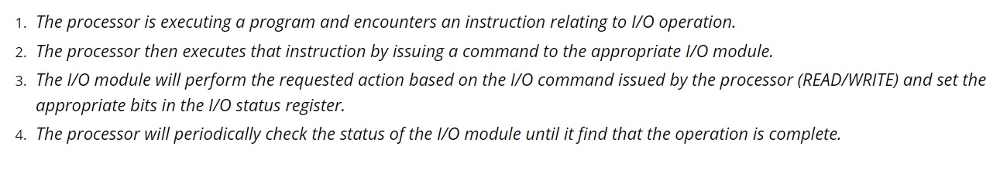 1. The processor is executing a program and encounters an instruction relating to I/O operation.
2. The processor then executes that instruction by issuing a command to the appropriate I/O module.
3. The I/O module will perform the requested action based on the I/O command issued by the processor (READ/WRITE) and set the
appropriate bits in the I/O status register.
4. The processor will periodically check the status of the I/O module until it find that the operation is complete.